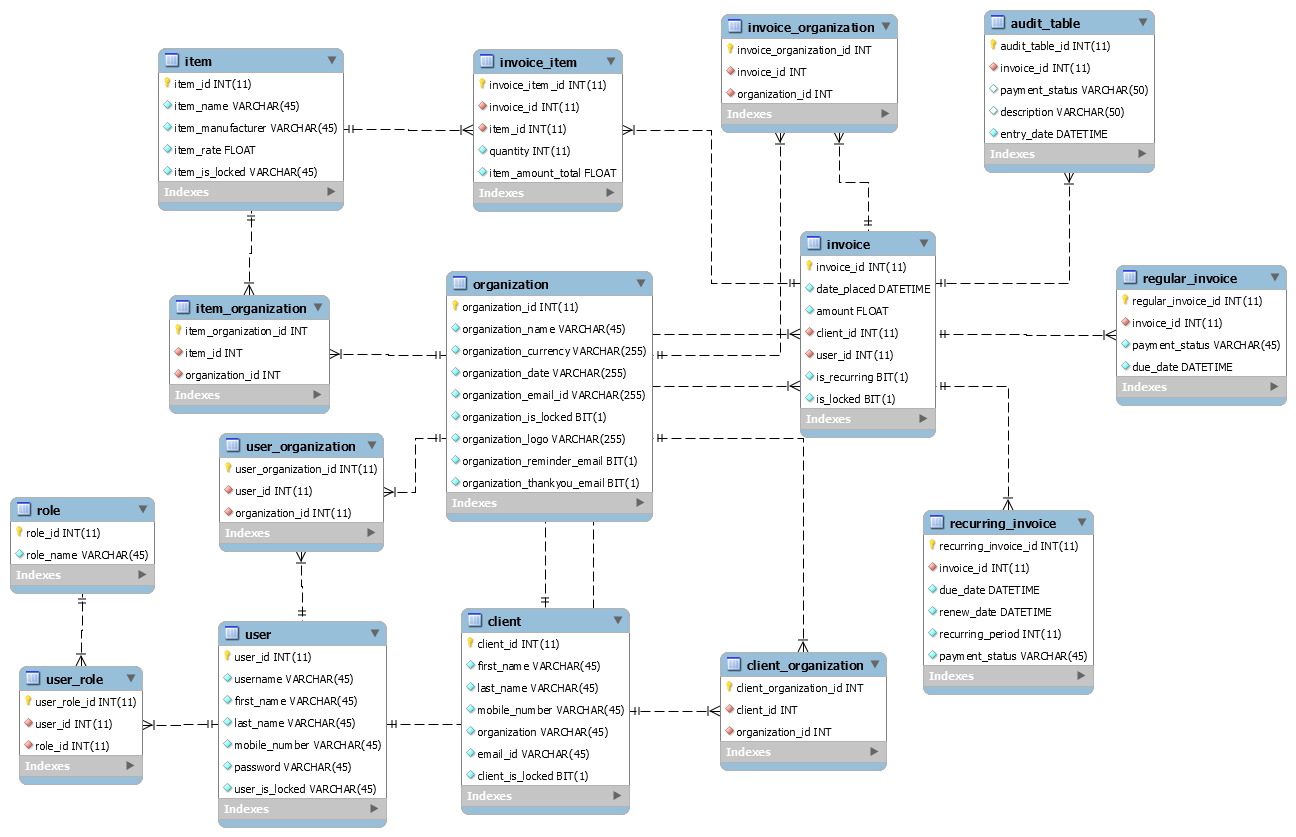 item
item_id INT(11)
item_name VARCHAR(45)
item_manufacturer VARCHAR(45)
item_rate FLOAT
item_is_locked VARCHAR(45)
Indexes
invoice_item
invoice_item_id INT(11)
invoice_id INT(11)
item_id INT(11)
quantity INT(11)
item_amount_total FLOAT
Indexes
invoice_organization
invoice_organization_id INT
invoice_id INT
organization_id INT
Indexes
audit_table
audit_table_id INT(11)
invoice_id INT(11)
payment_status VARCHAR(50)
description VARCHAR(50)
entry_date DATETIME
Indexes
item_organization
item_organization_id INT
item_id INT
organization_id INT
Indexes
organization
organization_id INT(11)
organization_name VARCHAR(45)
organization_currency VARCHAR(255)
organization_date VARCHAR(255)
organization_email_id VARCHAR(255)
organization_is_locked BIT(1)
organization_logo VARCHAR(255)
organization_reminder_email BIT(1)
organization_thankyou_email BIT(1)
Indexes
invoice
invoice_id INT(11)
date_placed DATETIME
amount FLOAT
client_id INT(11)
user_id INT(11)
is_recurring BIT(1)
is_locked BIT(1)
Indexes
regular_invoice
regular_invoice_id INT(11)
invoice_id INT(11)
payment_status VARCHAR(45)
due_date DATETIME
Indexes
user_organization
user_organization_id INT(11)
user_id INT(11)
organization_id INT(11)
Indexes
role
role_id INT(11)
role_name VARCHAR(45)
Indexes
recurring_invoice
recurring_invoice_id INT(11)
invoice_id INT(11)
due_date DATETIME
renew_date DATETIME
recurring_period INT(11)
payment_status VARCHAR(45)
Indexes
user_role
user_role_id INT(11)
user_id INT(11)
role_id INT(11)
Indexes
user
user_id INT(11)
username VARCHAR(45)
first_name VARCHAR(45)
last_name VARCHAR(45)
mobile_number VARCHAR(45)
password VARCHAR(45)
user_is_locked VARCHAR(45)
Indexes
client
client_id INT(11)
first_name VARCHAR(45)
last_name VARCHAR(45)
mobile_number VARCHAR(45)
organization VARCHAR(45)
email_id VARCHAR(45)
client_is_locked BIT(1)
Indexes
client_organization
client_organization_id INT
client_id INT
organization_id INT
Indexes